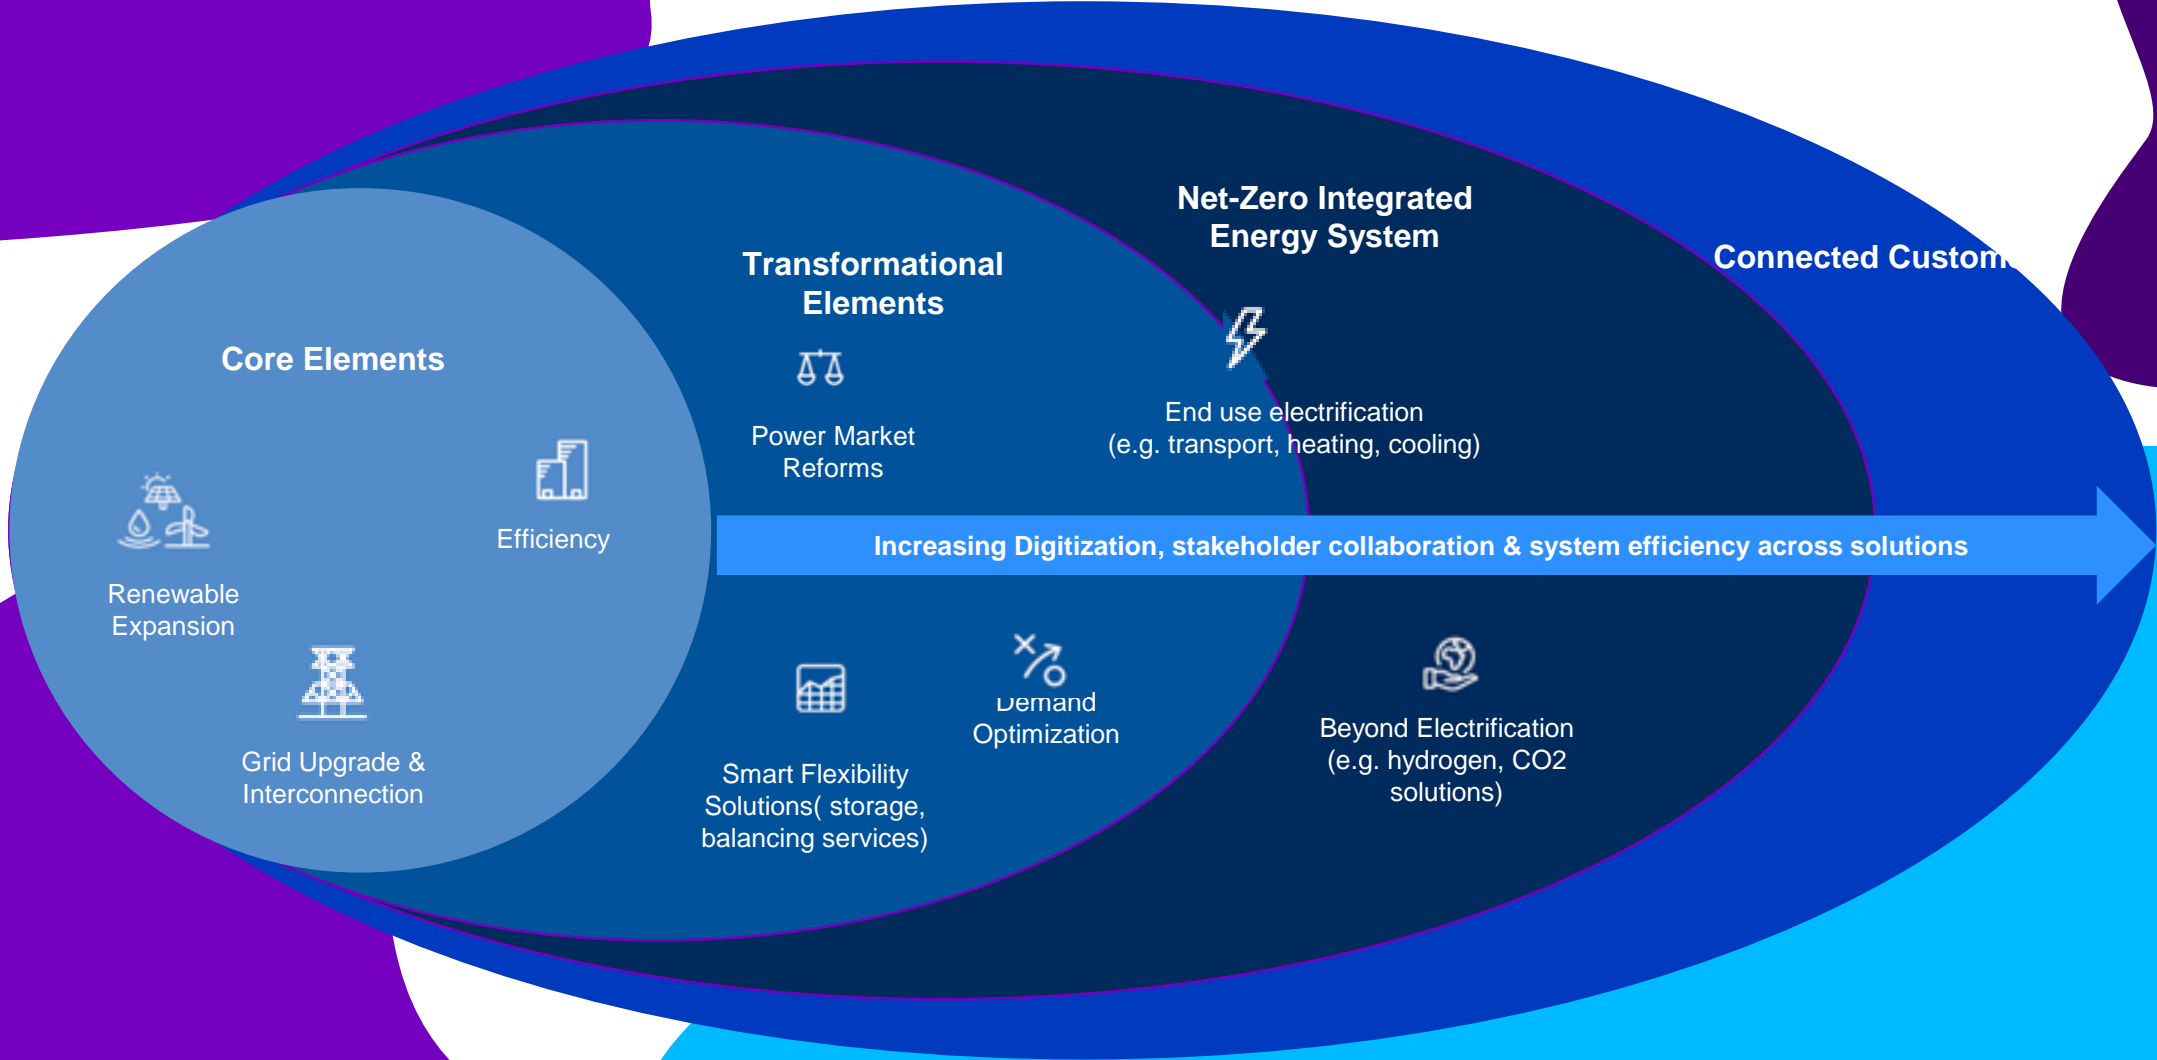 Core Elements
Renewable
Expansion
Efficiency
Grid Upgrade &
Interconnection
Transformational
Elements
Power Market
Reforms
Smart Flexibility
Solutions( storage,
balancing services)
Demand
Optimization
Net-Zero Integrated
Energy System
End use electrification
(e.g. transport, heating, cooling)
Beyond Electrification
(e.g. hydrogen, CO2
solutions)
Connected
Increasing Digitization, stakeholder collaboration & system efficiency across solutions